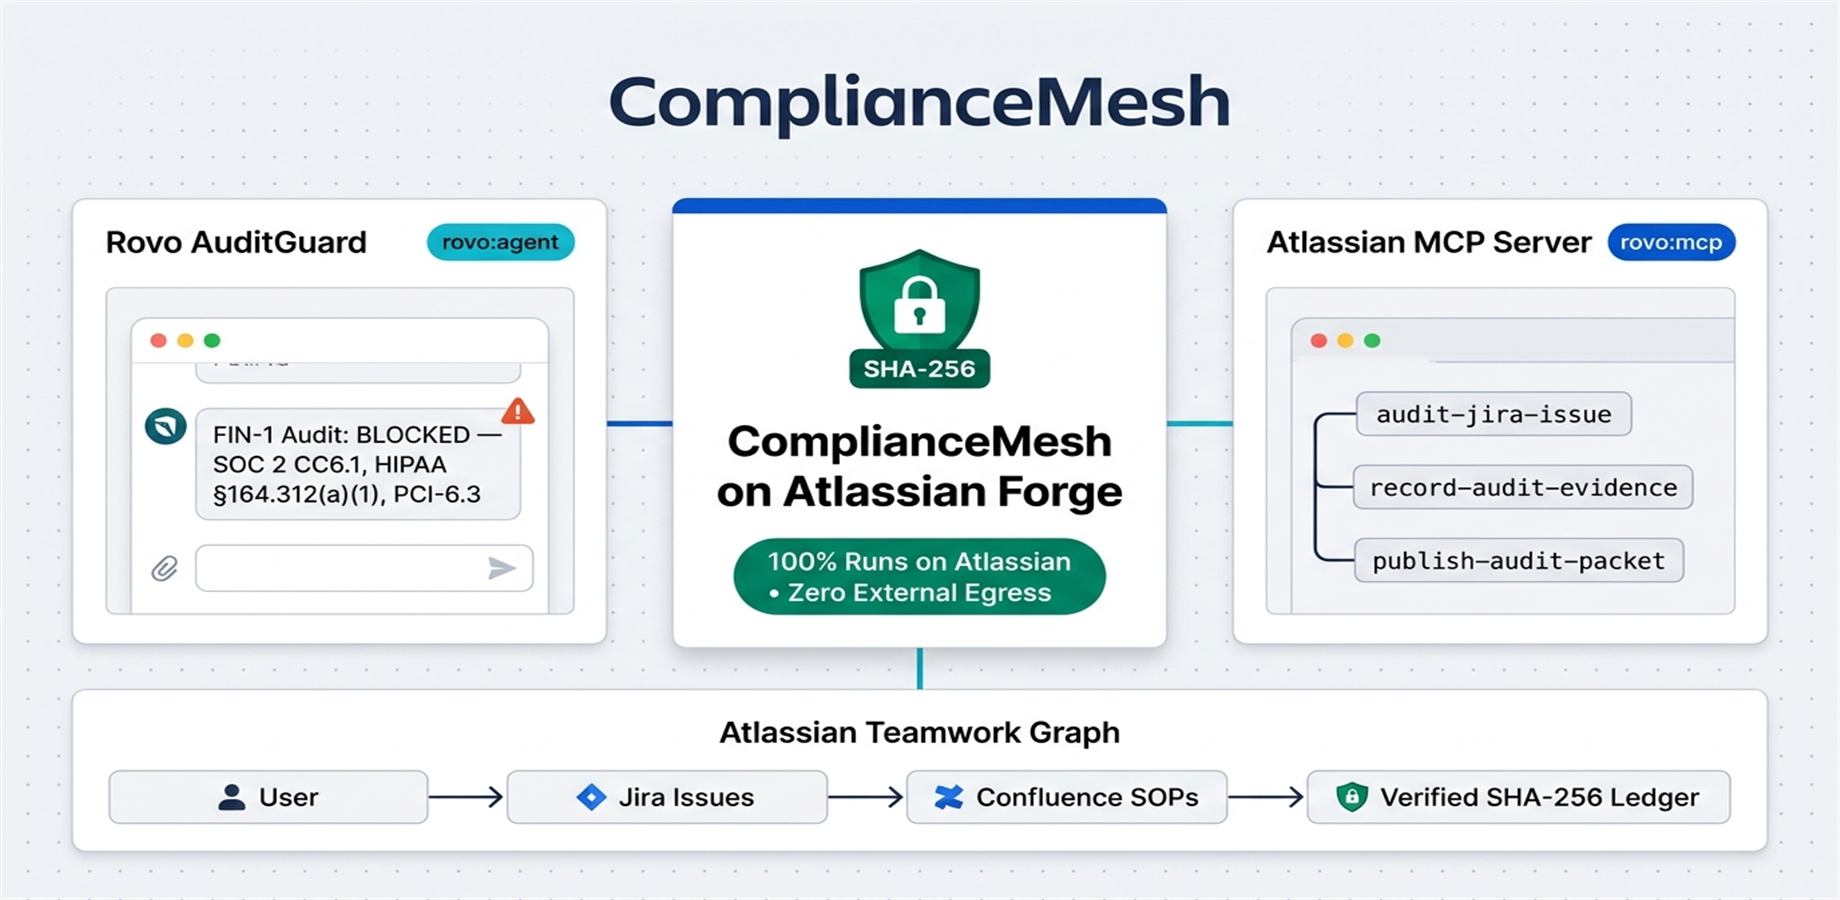 ComplianceMesh
Rovo AuditGuard
rovo:agent
FIN-1 Audit: BLOCKED —
SOC 2 CC6.1, HIPAA
§164.312(a)(1), PCI-6.3
SHA-256
ComplianceMesh
on Atlassian Forge
100% Runs on Atlassian
• Zero External Egress
Atlassian MCP Server
rovo:mcp
audit-jira-issue
record-audit-evidence
publish-audit-packet
Atlassian Teamwork Graph
User
Jira Issues
Confluence SOPs
Verified SHA-256 Ledger